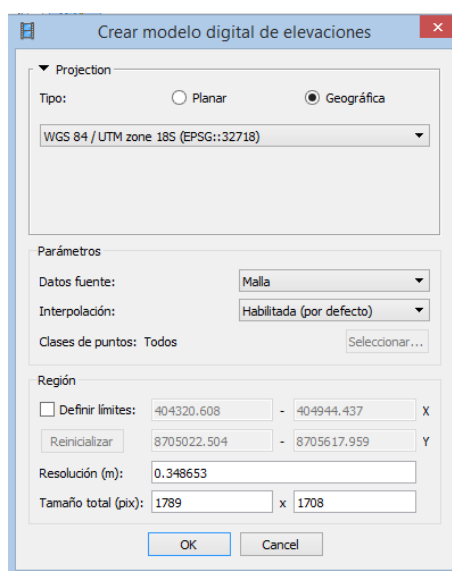 Crear modelo digital de elevaciones
Projection
Tipo: Planar Geográfica
WGS 84 / UTM zone 18S (EPSG::32718)
Parámetros
Datos fuente: Malla
Interpolación: Habilitada (por defecto)
Clases de puntos: Todos Seleccionar...
Región
Definir límites: 404320.608 - 404944.437 X
Reinicializar 8705022.504 - 8705617.959 Y
Resolución (m): 0.348653
Tamaño total (pix): 1789 x 1708
OK Cancel